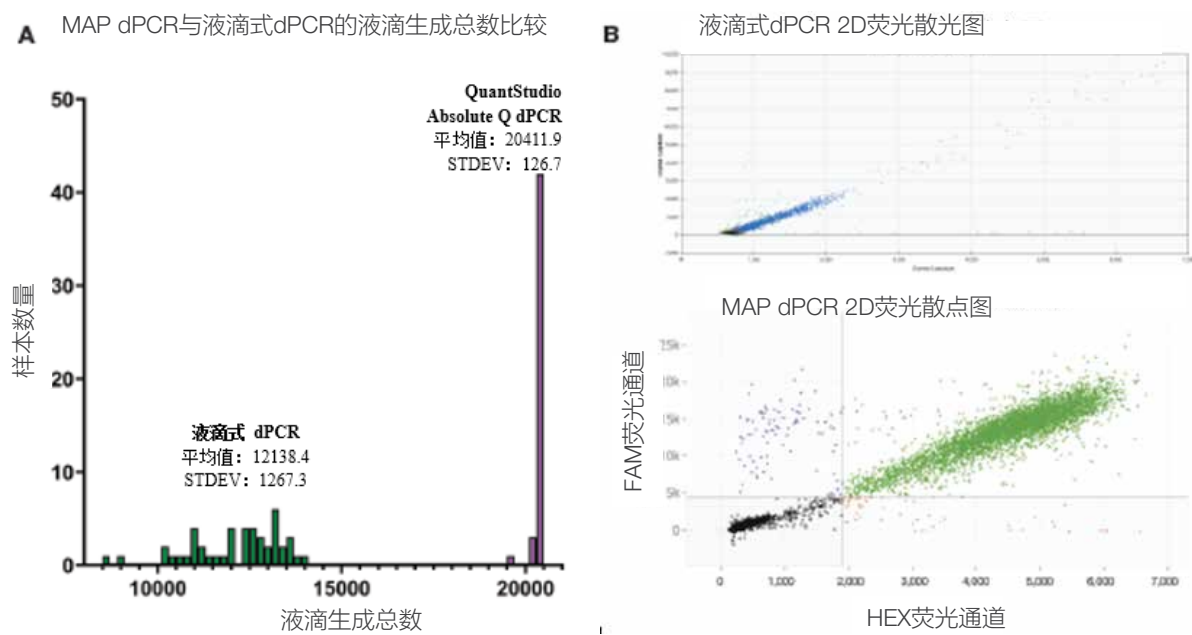 A MAP dPCR与液滴式dPCR的液滴生成总数比较
QuantStudio
Absolute Q dPCR
平均值：20411.9
STDEV：126.7
液滴式 dPCR
平均值：12138.4
STDEV：1267.3
样本数量
50
40
30
20
10
0
10000 15000 20000
液滴生成总数
B 液滴式dPCR 2D荧光散光图
MAP dPCR 2D荧光散点图
FAM荧光通道
25k
15k
10k
5k
0
0 1,000 2,000 3,000 4,000 5,000 6,000 7,000
HEX荧光通道